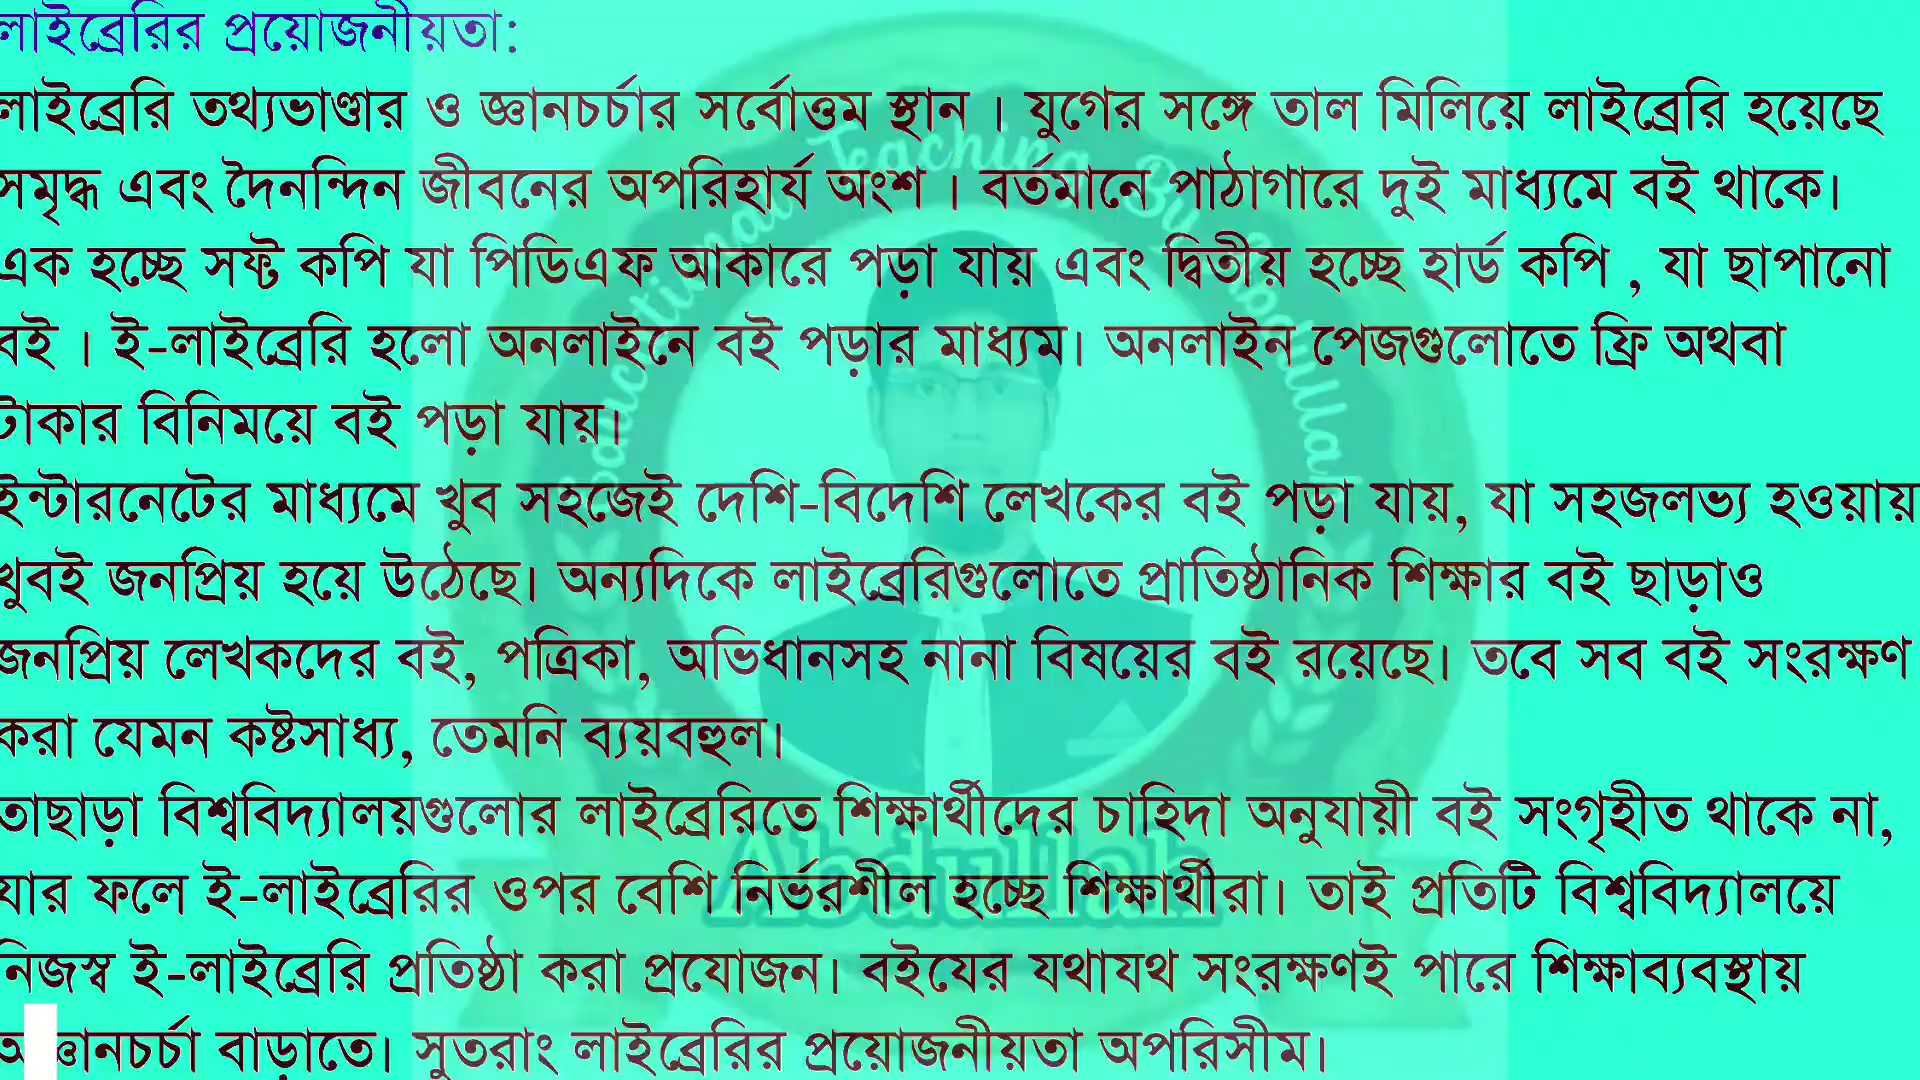 লাইব্রেরির প্রয়োজনীয়তা:
লাইব্রেরি তথ্যভাণ্ডার ও জ্ঞানচর্চার সর্বোত্তম স্থান । যুগের সঙ্গে তাল মিলিয়ে লাইব্রেরি হয়েছে
সমৃদ্ধ এবং দৈনন্দিন জীবনের অপরিহার্য অংশ । বর্তমানে পাঠাগারে দুই মাধ্যমে বই থাকে।
এক হচ্ছে সফ্ট কপি যা পিডিএফ আকারে পড়া যায় এবং দ্বিতীয় হচ্ছে হার্ড কপি , যা ছাপানো
বই । ই-লাইব্রেরি হলো অনলাইনে বই পড়ার মাধ্যম। অনলাইন পেজগুলোতে ফ্রি অথবা
টাকার বিনিময়ে বই পড়া যায়।
ইন্টারনেটের মাধ্যমে খুব সহজেই দেশি-বিদেশি লেখকের বই পড়া যায়, যা সহজলভ্য হওয়ায়
খুবই জনপ্রিয় হয়ে উঠেছে। অন্যদিকে লাইব্রেরিগুলোতে প্রাতিষ্ঠানিক শিক্ষার বই ছাড়াও
জনপ্রিয় লেখকদের বই, পত্রিকা, অভিধানসহ নানা বিষয়ের বই রয়েছে। তবে সব বই সংরক্ষণ
করা যেমন কষ্টসাধ্য, তেমনি ব্যয়বহুল।
তাছাড়া বিশ্ববিদ্যালয়গুলোর লাইব্রেরিতে শিক্ষার্থীদের চাহিদা অনুযায়ী বই সংগৃহীত থাকে না,
যার ফলে ই-লাইব্রেরির ওপর বেশি নির্ভরশীল হচ্ছে শিক্ষার্থীরা। তাই প্রতিটি বিশ্ববিদ্যালয়ে
নিজস্ব ই-লাইব্রেরি প্রতিষ্ঠা করা প্রযোজন। বইযের যথাযথ সংরক্ষণই পারে শিক্ষাব্যবস্থায়
বাড়াতে। সুতরাং লাইব্রেরির প্রয়োজনীয়তা অপরিসীম।
Educational Teaching By Abdullah
Abdullah